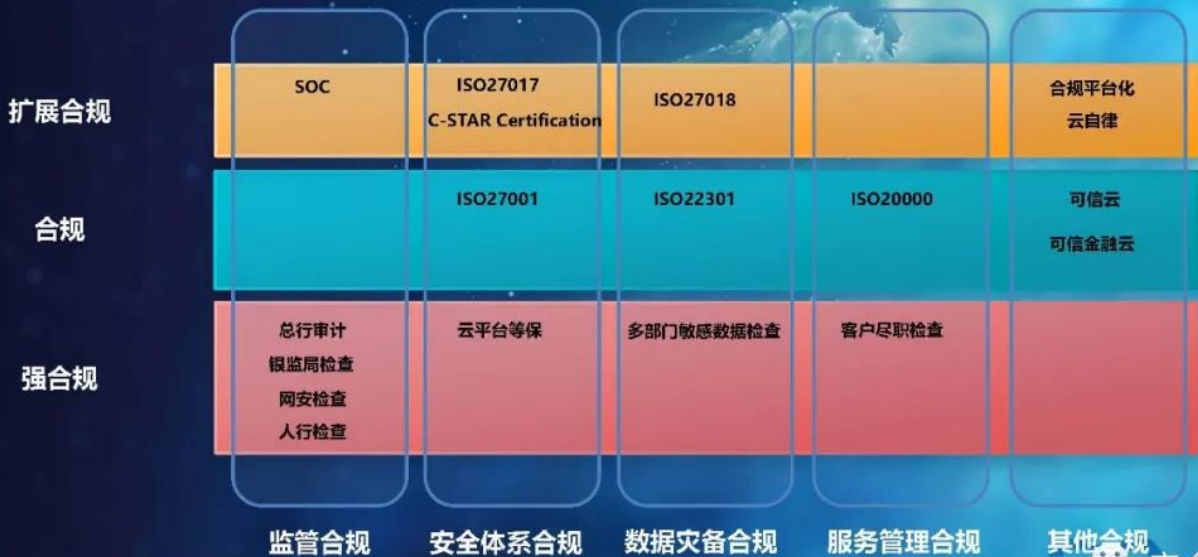 SOC
ISO27017
C-STAR Certification
ISO27018
合规平台化
云自律
扩展合规
ISO27001
ISO22301
ISO20000
可信云
可信金融云
合规
总行审计
银监局检查
网安检查
人行检查
云平台等保
多部门敏感数据检查
客户尽职检查
强合规
监管合规
安全体系合规
数据灾备合规
服务管理合规
其他合规